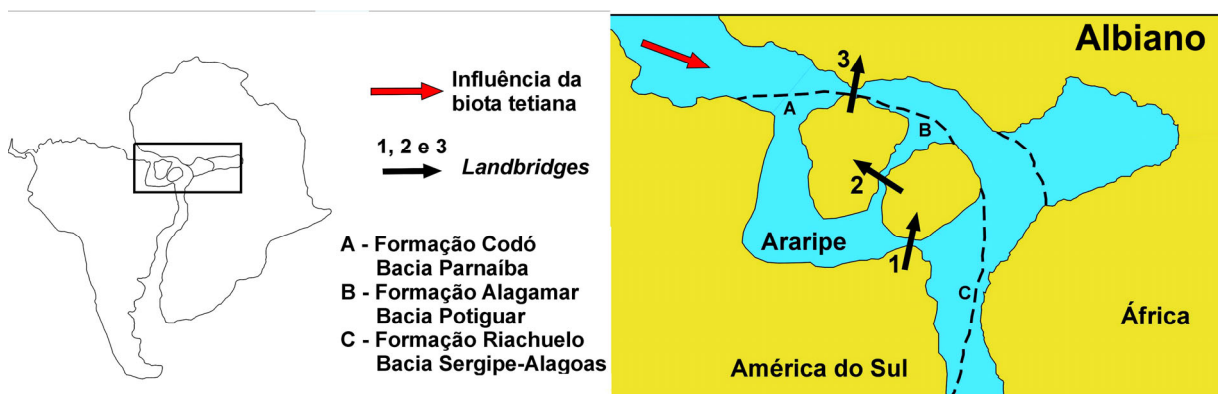 Influência da
biota tetiana
1, 2 e 3
Landbridges
A - Formação Codó
Bacia Parnaíba
B - Formação Alagamar
Bacia Potiguar
C - Formação Riachuelo
Bacia Sergipe-Alagoas
Albiano
3
A
B
2
Araripe
1
C
África
América do Sul